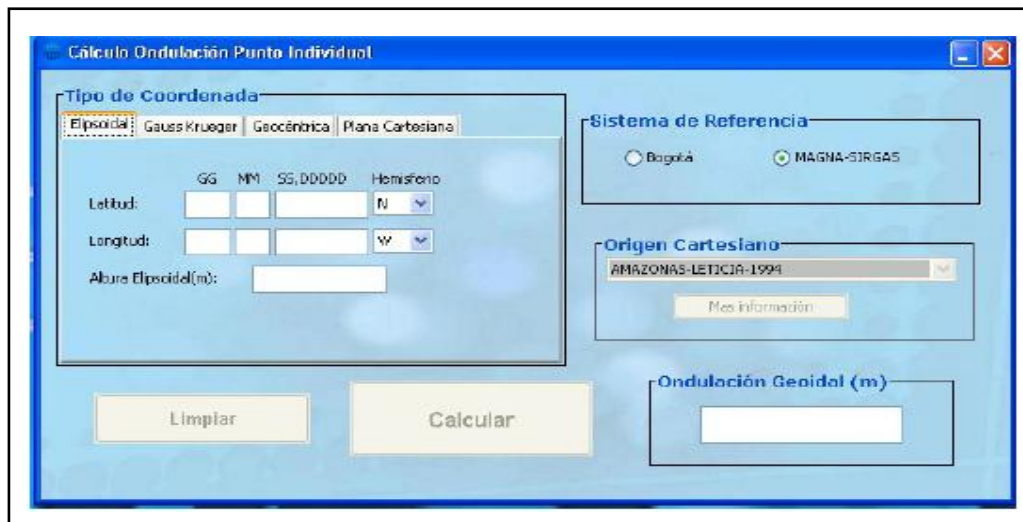 Cálculo Ondulación Punto Individual
Tipo de Coordenada
Elipsoidal Gauss Krueger Geocéntrica Plana Cartesiana
GG MM SS,DDDDD Hemisferio
Latitud: N
Longitud: W
Altura Elipsoidal(m):
Sistema de Referencia
Bogotá MAGNA-SIRGAS
Origen Cartesiano
AMAZONAS-LETICIA-1994
Mas información
Limpiar
Calcular
Ondulación Geoidal (m)